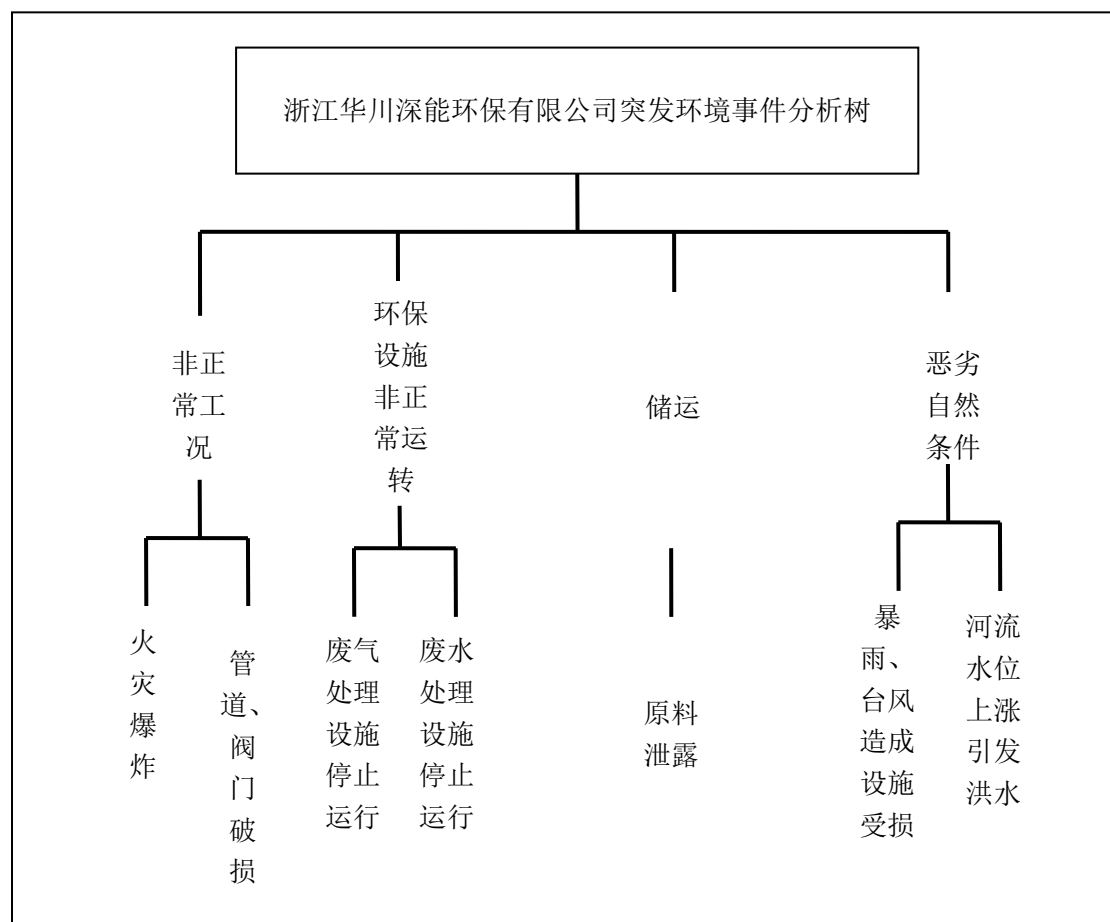 浙江华川深能环保有限公司突发环境事件分析树
非正
常工
况
环保
设施
非正
常运
转
储运
恶劣
自然
条件
火
灾
爆
炸
管
道、
阀
门
破
损
废气
处理
设施
停止
运行
废水
处理
设施
停止
运行
原料
泄露
暴
雨、
台风
造成
设施
受损
河流
水位
上涨
引发
洪水